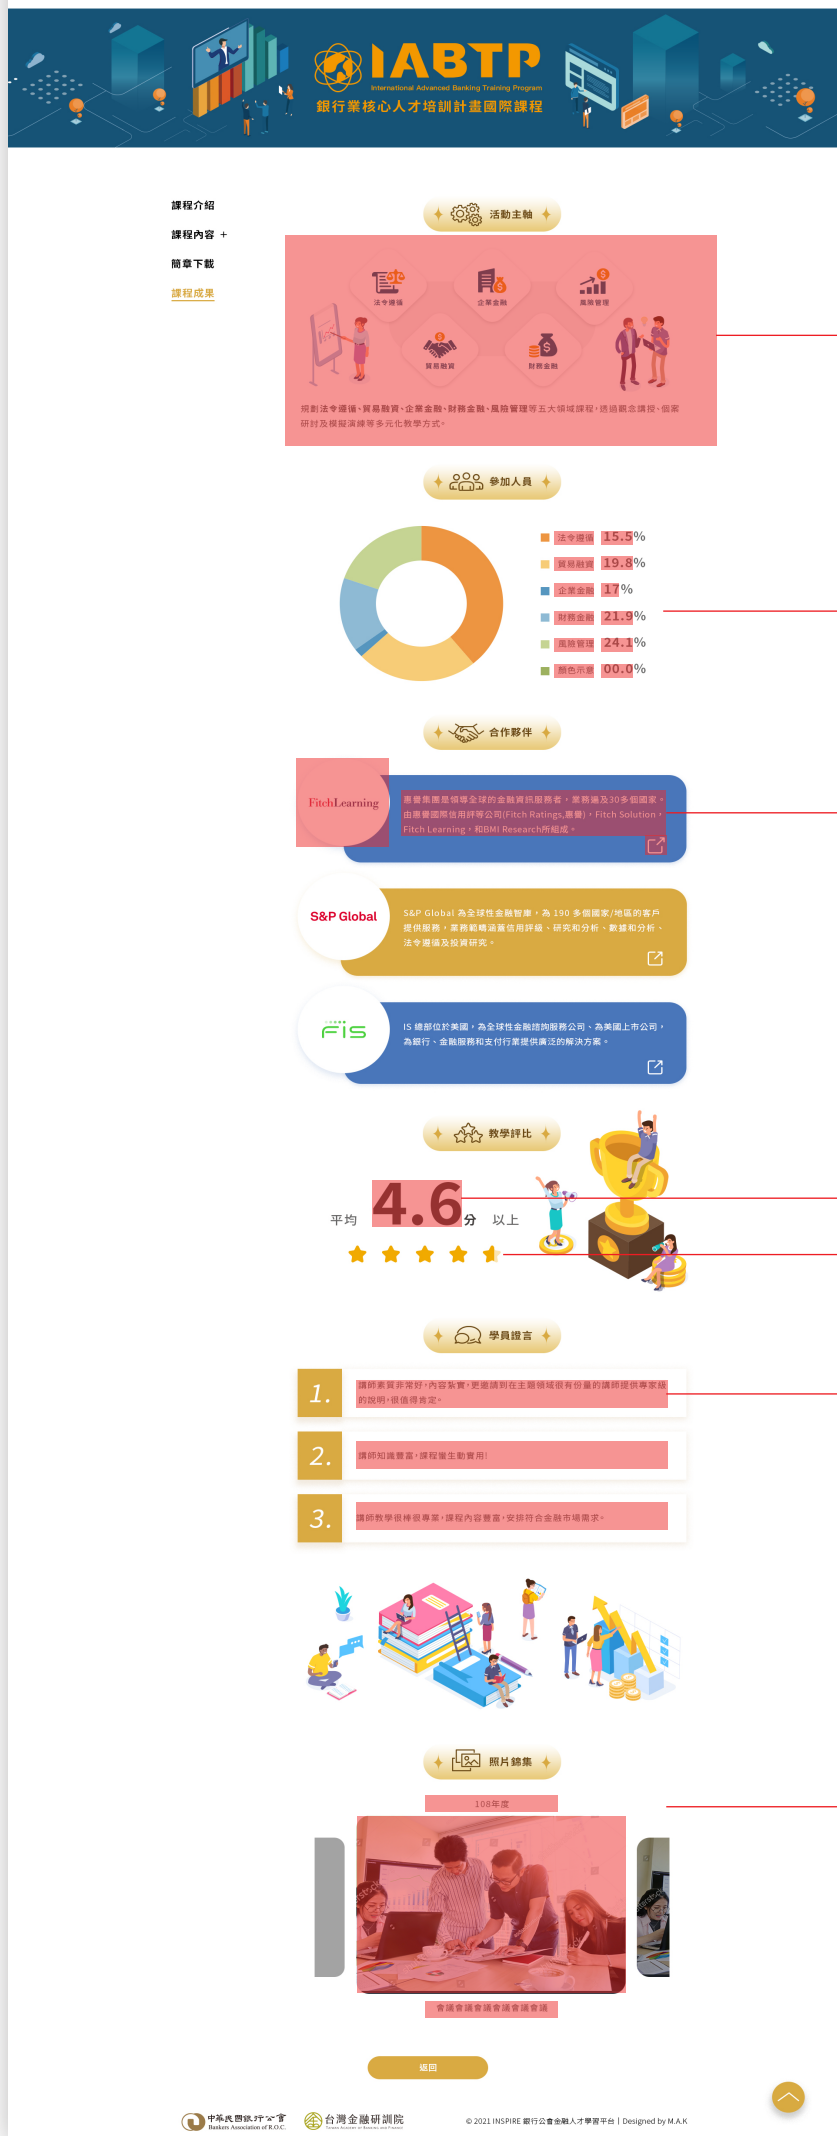 IABTP
International Advanced Banking Training Program
銀行業核心人才培訓計畫國際課程
課程介紹
課程內容 +
簡章下載
課程成果
活動主軸
法令遵循
企業金融
風險管理
貿易融資
財務金融
規劃法令遵循、貿易融資、企業金融、財務金融、風險管理等五大領域課程,透過觀念講授、個案
研討及模擬演練等多元化教學方式。
參加人員
法令遵循 15.5%
貿易融資 19.8%
企業金融 17%
財務金融 21.9%
風險管理 24.1%
顏色示意 00.0%
合作夥伴
FitchLearning
惠譽集團是領導全球的金融資訊服務者，業務遍及30多個國家。
由惠譽國際信用評等公司(Fitch Ratings,惠譽)，Fitch Solution，
Fitch Learning，和BMI Research所組成。
S&P Global
S&P Global 為全球性金融智庫，為 190 多個國家/地區的客戶
提供服務，業務範疇涵蓋信用評級、研究和分析、數據和分析、
法令遵循及投資研究。
FIS
IS 總部位於美國，為全球性金融諮詢服務公司、為美國上市公司，
為銀行、金融服務和支付行業提供廣泛的解決方案。
教學評比
平均 4.6分 以上
學員證言
1.
講師素質非常好,內容紮實,更邀請到在主題領域很有份量的講師提供專家級
的說明,很值得肯定。
2.
講師知識豐富,課程蠻生動實用!
3.
講師教學很棒很專業,課程內容豐富,安排符合金融市場需求。
照片錦集
108年度
會議會議會議會議會議會議
返回
中華民國銀行公會
Bankers Association of R.O.C.
台灣金融研訓院
Taiwan Academy of Banking and Finance
© 2021 INSPIRE 銀行公會金融人才學習平台 | Designed by M.A.K